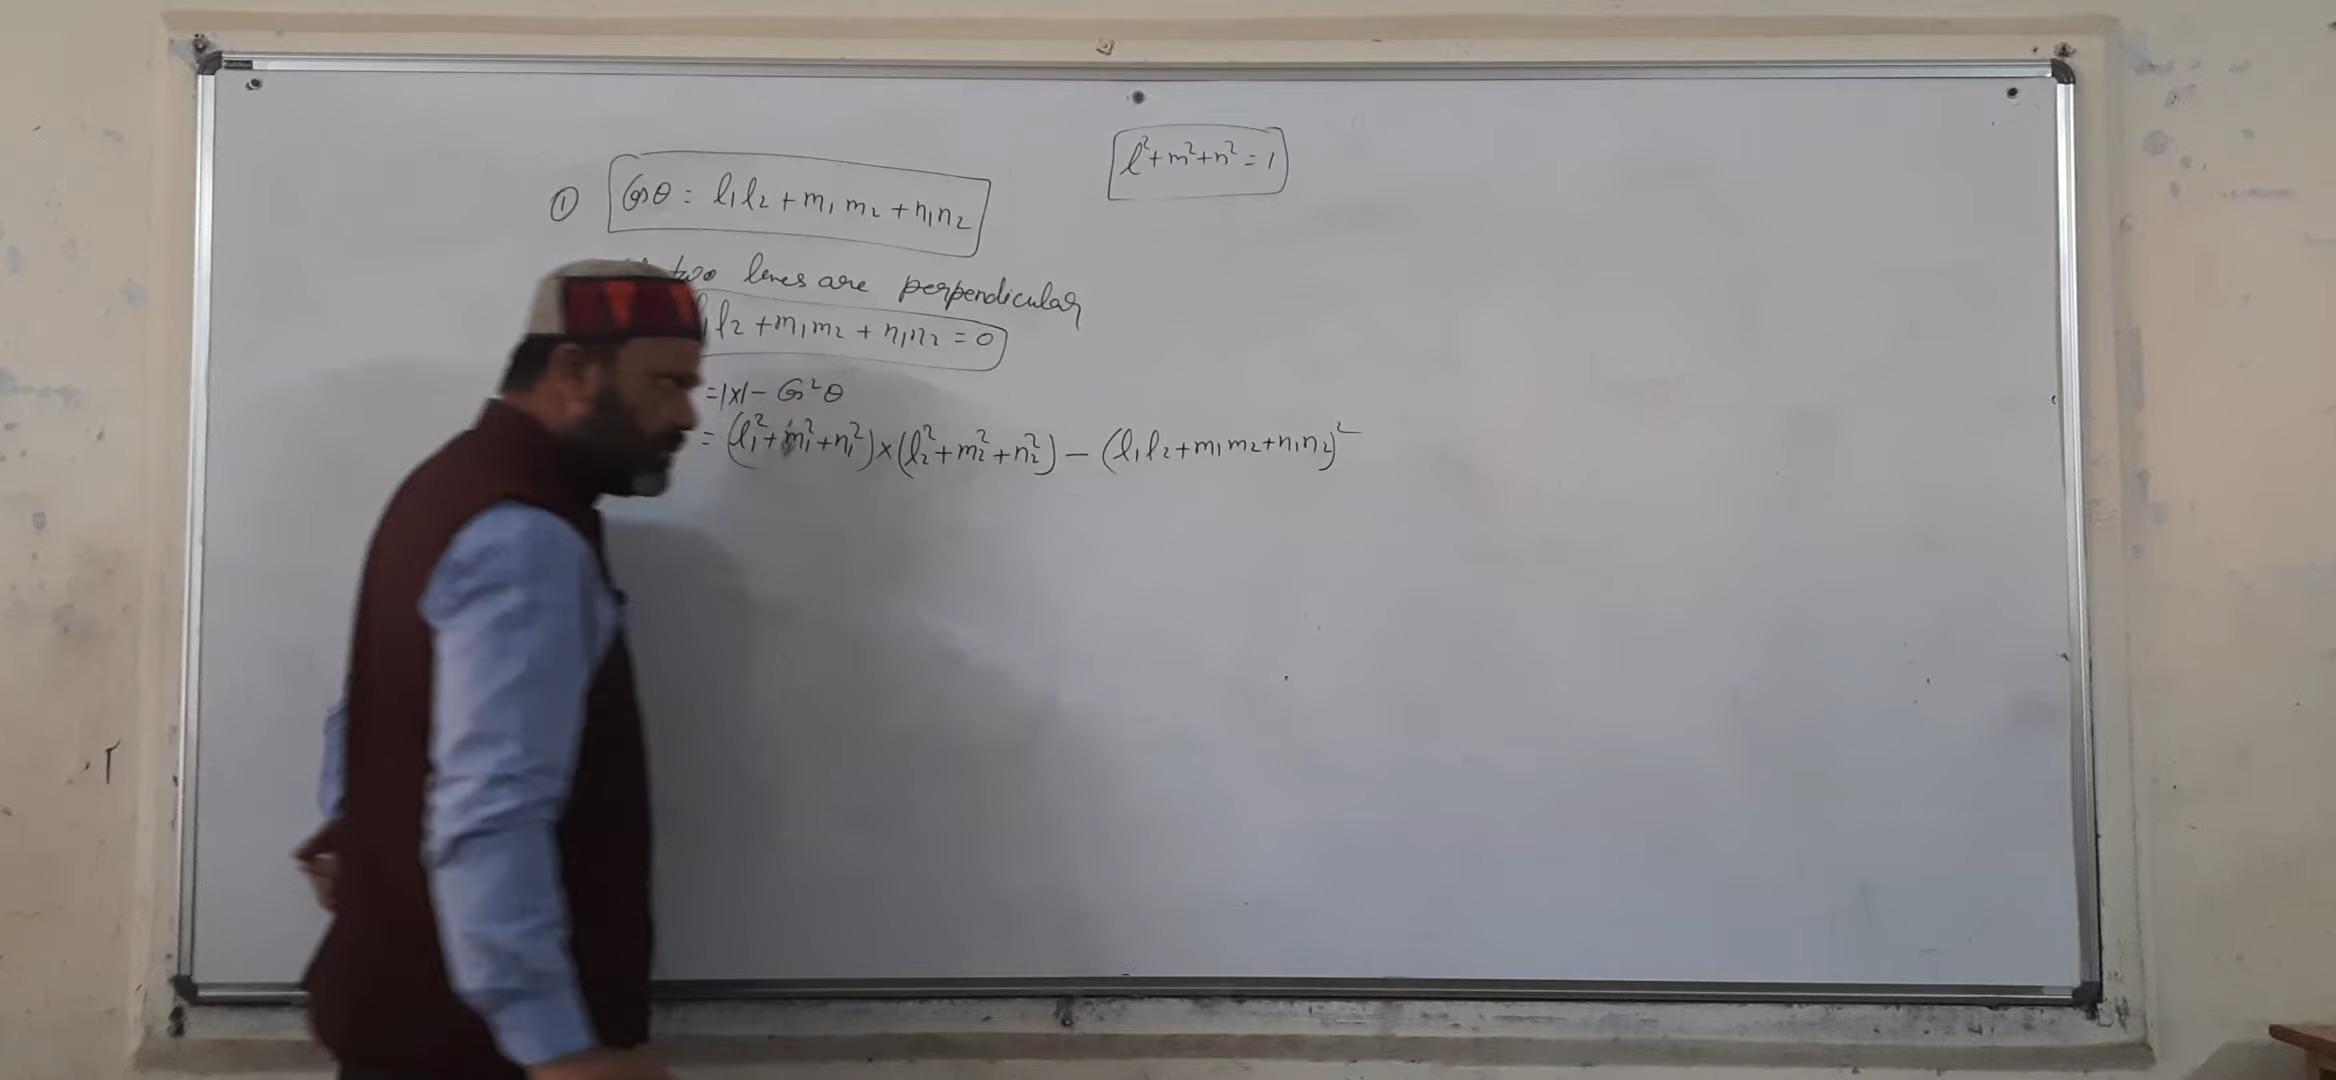 l²+m²+n² = 1
① Cosθ = l₁l₂ + m₁m₂ + n₁n₂
two lines are perpendicular
l₂ + m₁m₂ + n₁n₂ = 0
= 1×1 - Cos²θ
= (l₁²+m₁²+n₁²)×(l₂²+m₂²+n₂²) - (l₁l₂+m₁m₂+n₁n₂)²